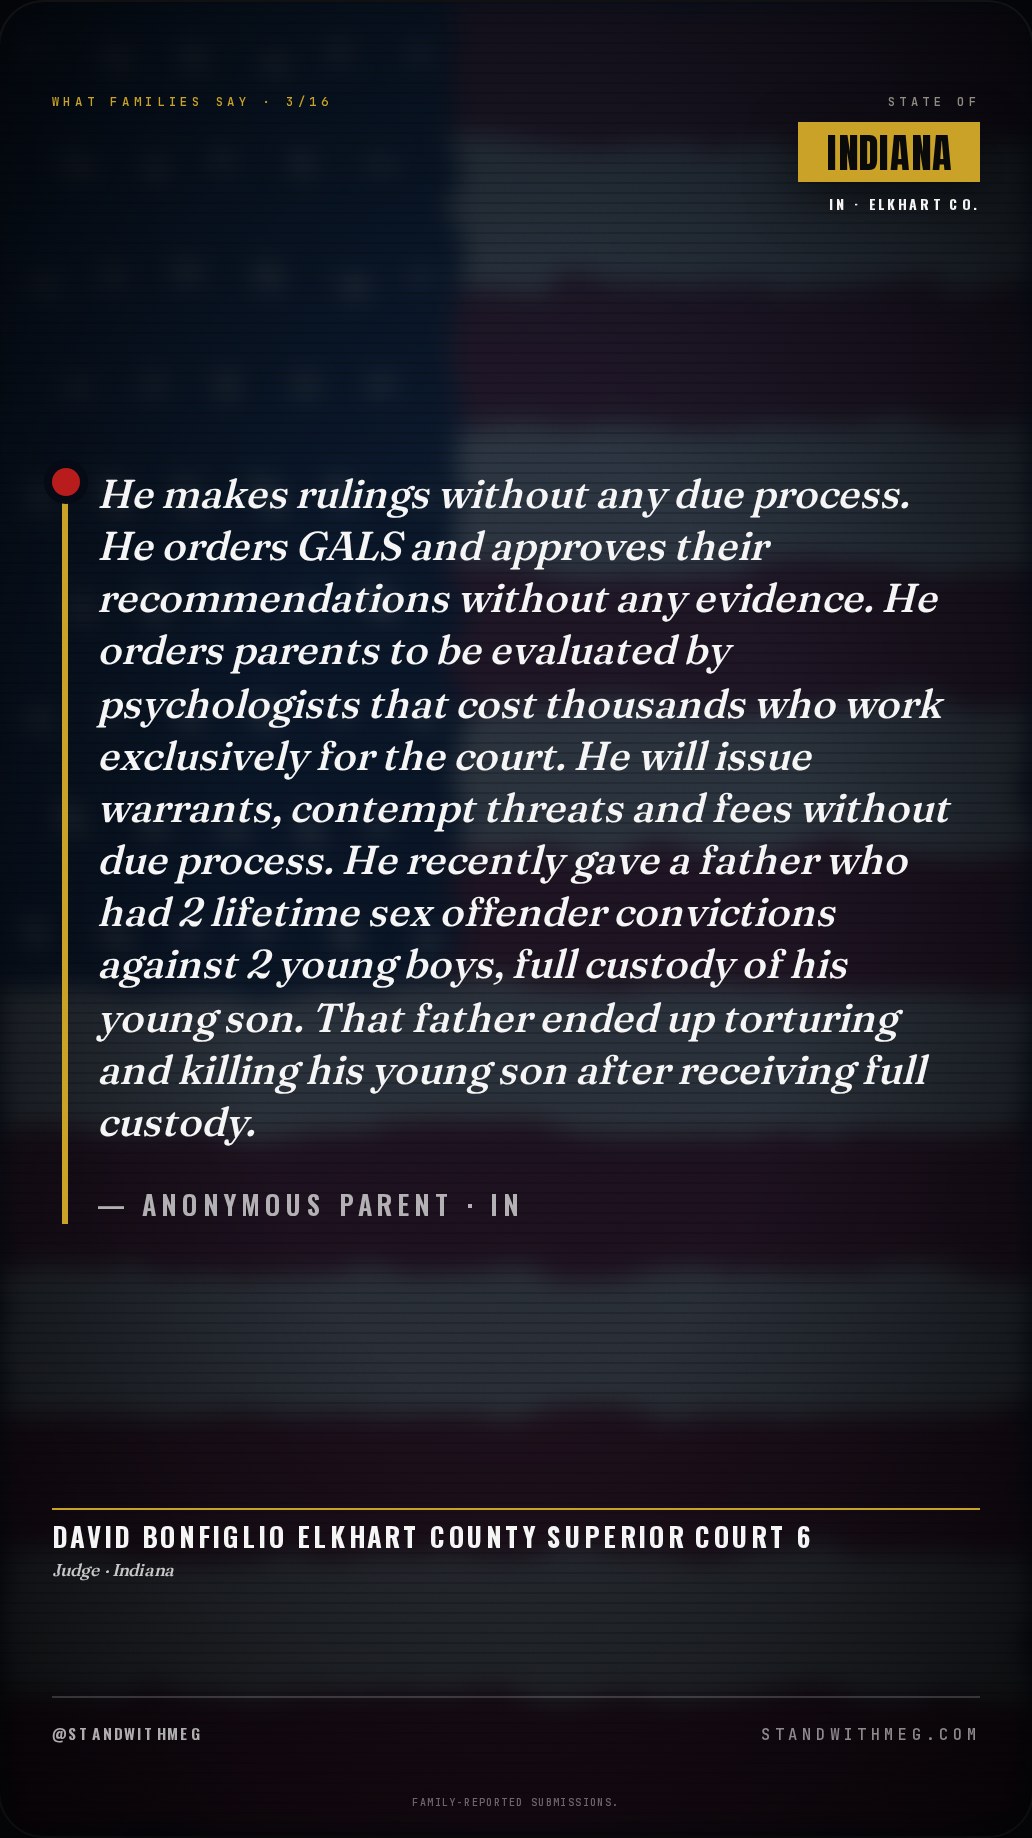 WHAT FAMILIES SAY · 3/16
STATE OF
INDIANA
IN · ELKHART CO.
He makes rulings without any due process.
He orders GALS and approves their
recommendations without any evidence. He
orders parents to be evaluated by
psychologists that cost thousands who work
exclusively for the court. He will issue
warrants, contempt threats and fees without
due process. He recently gave a father who
had 2 lifetime sex offender convictions
against 2 young boys, full custody of his
young son. That father ended up torturing
and killing his young son after receiving full
custody.
— ANONYMOUS PARENT · IN
DAVID BONFIGLIO ELKHART COUNTY SUPERIOR COURT 6
Judge · Indiana
@STANDWITHMEG
STANDWITHMEG.COM
FAMILY-REPORTED SUBMISSIONS.